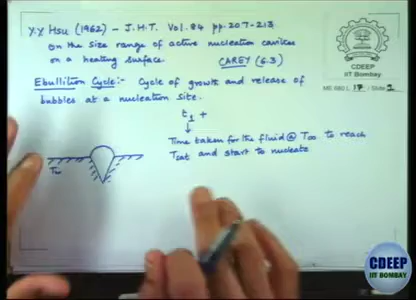 Y.Y Hsu (1962) - J.H.T. Vol. 84 pp. 207-213
On the size range of active nucleation cavities
on a heating surface. CAREY (6.3)
Ebullition Cycle:- Cycle of growth and release of
bubbles at a nucleation site.
t1 +
Time taken for the fluid @ T∞ to reach
Tsat and start to nucleate
Tw
CDEEP
IIT Bombay
CDEEP
IIT BOMBAY